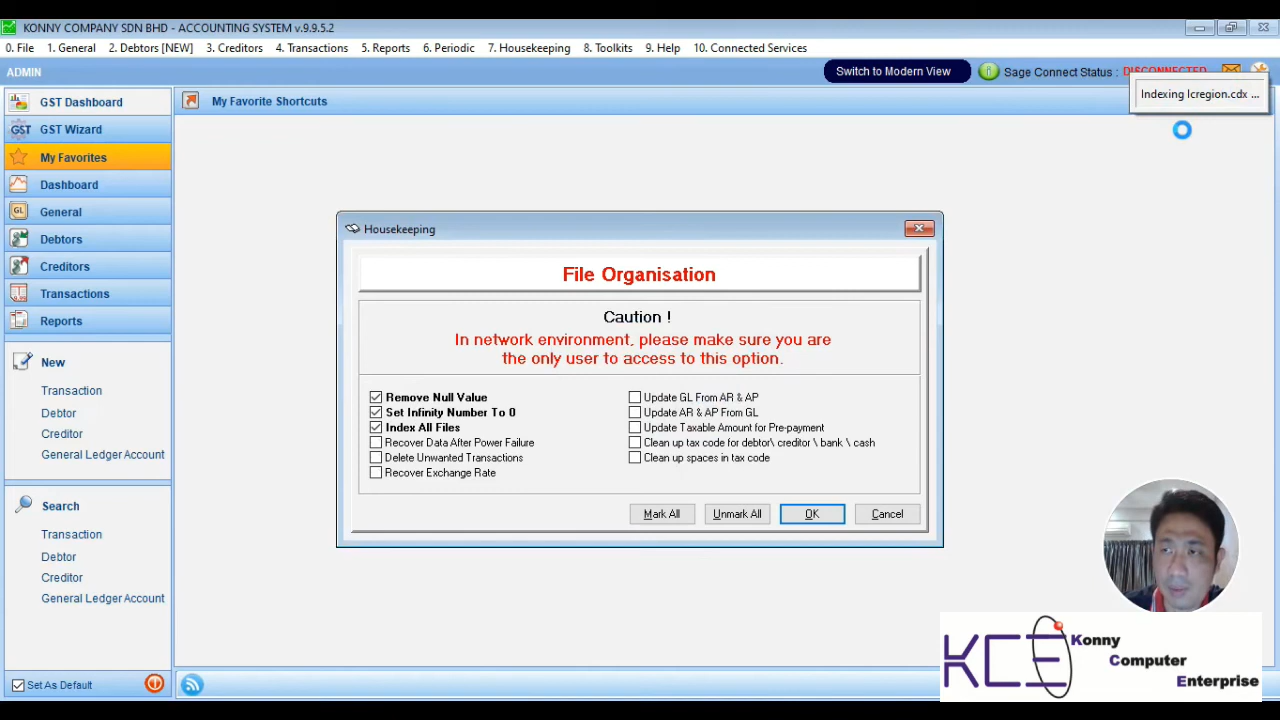 KONNY COMPANY SDN BHD - ACCOUNTING SYSTEM v.9.9.5.2
0. File 1. General 2. Debtors [NEW] 3. Creditors 4. Transactions 5. Reports 6. Periodic 7. Housekeeping 8. Toolkits 9. Help 10. Connected Services
ADMIN
Switch to Modern View
Sage Connect Status : DISCONNECTED
Indexing lcregion.cdx ...
GST Dashboard
My Favorite Shortcuts
GST GST Wizard
My Favorites
Dashboard
GL General
Debtors
Creditors
Transactions
Reports
New
Transaction
Debtor
Creditor
General Ledger Account
Search
Transaction
Debtor
Creditor
General Ledger Account
Set As Default
Housekeeping
File Organisation
Caution !
In network environment, please make sure you are
the only user to access to this option.
Remove Null Value
Set Infinity Number To 0
Index All Files
Recover Data After Power Failure
Delete Unwanted Transactions
Recover Exchange Rate
Update GL From AR & AP
Update AR & AP From GL
Update Taxable Amount for Pre-payment
Clean up tax code for debtor\ creditor \ bank \ cash
Clean up spaces in tax code
Mark All Unmark All OK Cancel
KCE
Konny
Computer
Enterprise